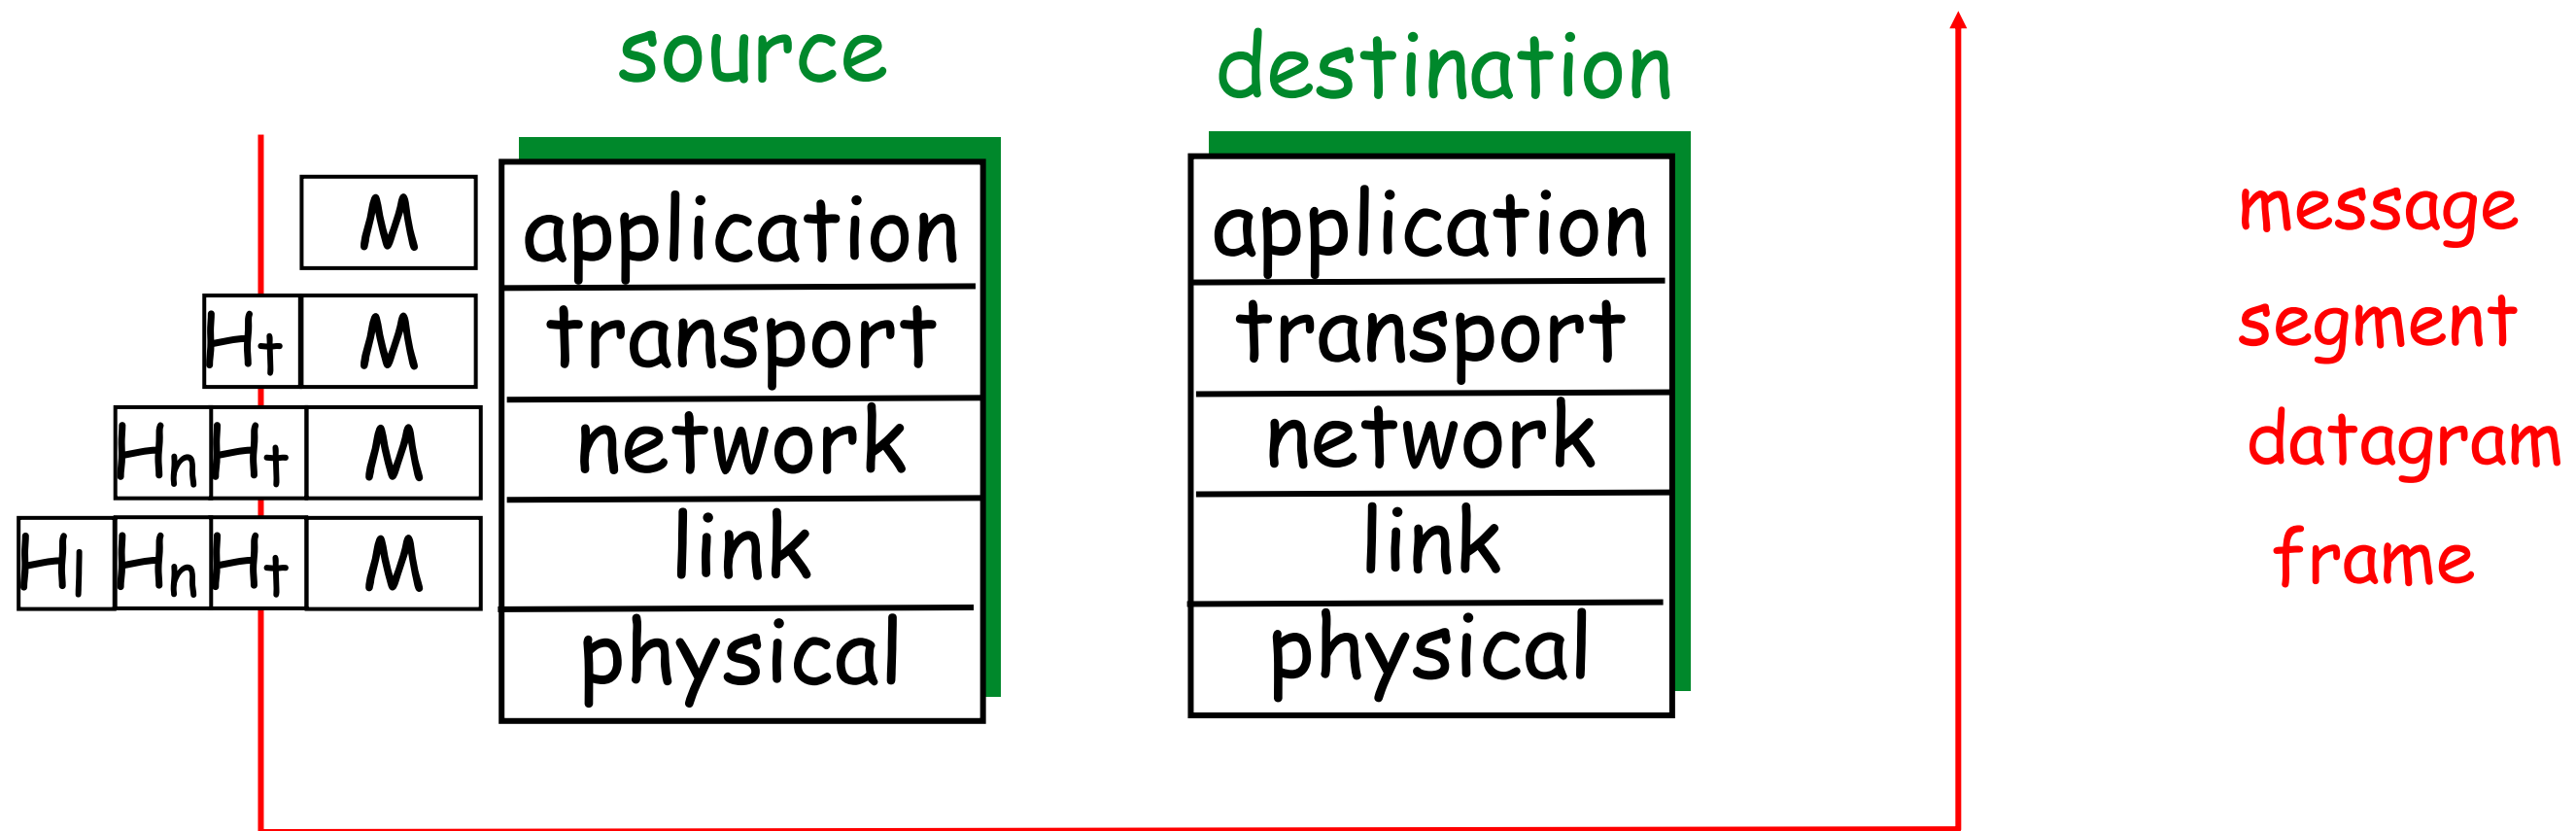 source destination
M application application message
Ht M transport transport segment
Hn Ht M network network datagram
Hl Hn Ht M link link frame
physical physical